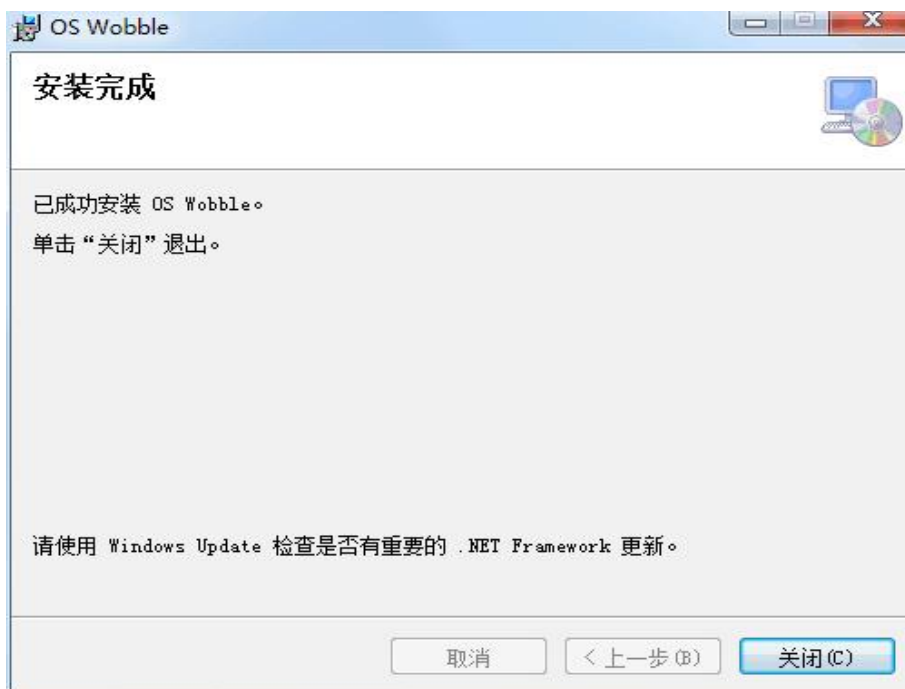 OS Wobble
安装完成
已成功安装 OS Wobble。
单击“关闭”退出。
请使用 Windows Update 检查是否有重要的 .NET Framework 更新。
取消
< 上一步(B)
关闭(C)